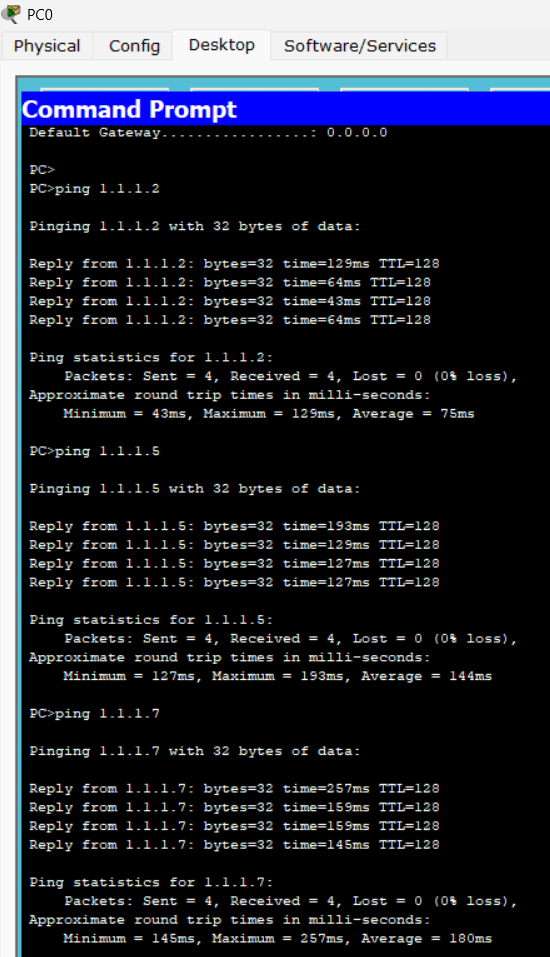 PC0
Physical Config Desktop Software/Services
Command Prompt
Default Gateway.................: 0.0.0.0
PC>
PC>ping 1.1.1.2
Pinging 1.1.1.2 with 32 bytes of data:
Reply from 1.1.1.2: bytes=32 time=129ms TTL=128
Reply from 1.1.1.2: bytes=32 time=64ms TTL=128
Reply from 1.1.1.2: bytes=32 time=43ms TTL=128
Reply from 1.1.1.2: bytes=32 time=64ms TTL=128
Ping statistics for 1.1.1.2:
Packets: Sent = 4, Received = 4, Lost = 0 (0% loss),
Approximate round trip times in milli-seconds:
Minimum = 43ms, Maximum = 129ms, Average = 75ms
PC>ping 1.1.1.5
Pinging 1.1.1.5 with 32 bytes of data:
Reply from 1.1.1.5: bytes=32 time=193ms TTL=128
Reply from 1.1.1.5: bytes=32 time=129ms TTL=128
Reply from 1.1.1.5: bytes=32 time=127ms TTL=128
Reply from 1.1.1.5: bytes=32 time=127ms TTL=128
Ping statistics for 1.1.1.5:
Packets: Sent = 4, Received = 4, Lost = 0 (0% loss),
Approximate round trip times in milli-seconds:
Minimum = 127ms, Maximum = 193ms, Average = 144ms
PC>ping 1.1.1.7
Pinging 1.1.1.7 with 32 bytes of data:
Reply from 1.1.1.7: bytes=32 time=257ms TTL=128
Reply from 1.1.1.7: bytes=32 time=159ms TTL=128
Reply from 1.1.1.7: bytes=32 time=159ms TTL=128
Reply from 1.1.1.7: bytes=32 time=145ms TTL=128
Ping statistics for 1.1.1.7:
Packets: Sent = 4, Received = 4, Lost = 0 (0% loss),
Approximate round trip times in milli-seconds:
Minimum = 145ms, Maximum = 257ms, Average = 180ms